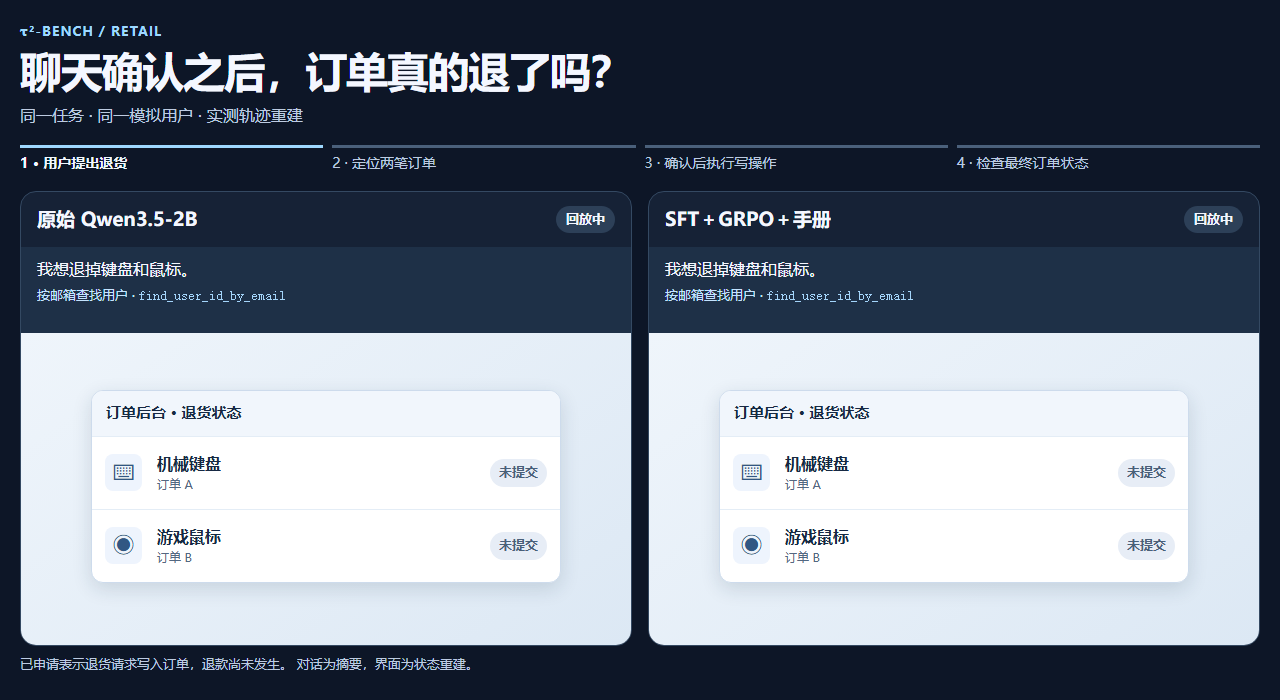 τ²-BENCH / RETAIL
聊天确认之后，订单真的退了吗？
同一任务 · 同一模拟用户 · 实测轨迹重建
1 · 用户提出退货
2 · 定位两笔订单
3 · 确认后执行写操作
4 · 检查最终订单状态
原始 Qwen3.5-2B
回放中
我想退掉键盘和鼠标。
按邮箱查找用户 · find_user_id_by_email
订单后台 · 退货状态
机械键盘
订单 A
未提交
游戏鼠标
订单 B
未提交
SFT + GRPO + 手册
回放中
我想退掉键盘和鼠标。
按邮箱查找用户 · find_user_id_by_email
订单后台 · 退货状态
机械键盘
订单 A
未提交
游戏鼠标
订单 B
未提交
已申请表示退货请求写入订单，退款尚未发生。 对话为摘要，界面为状态重建。